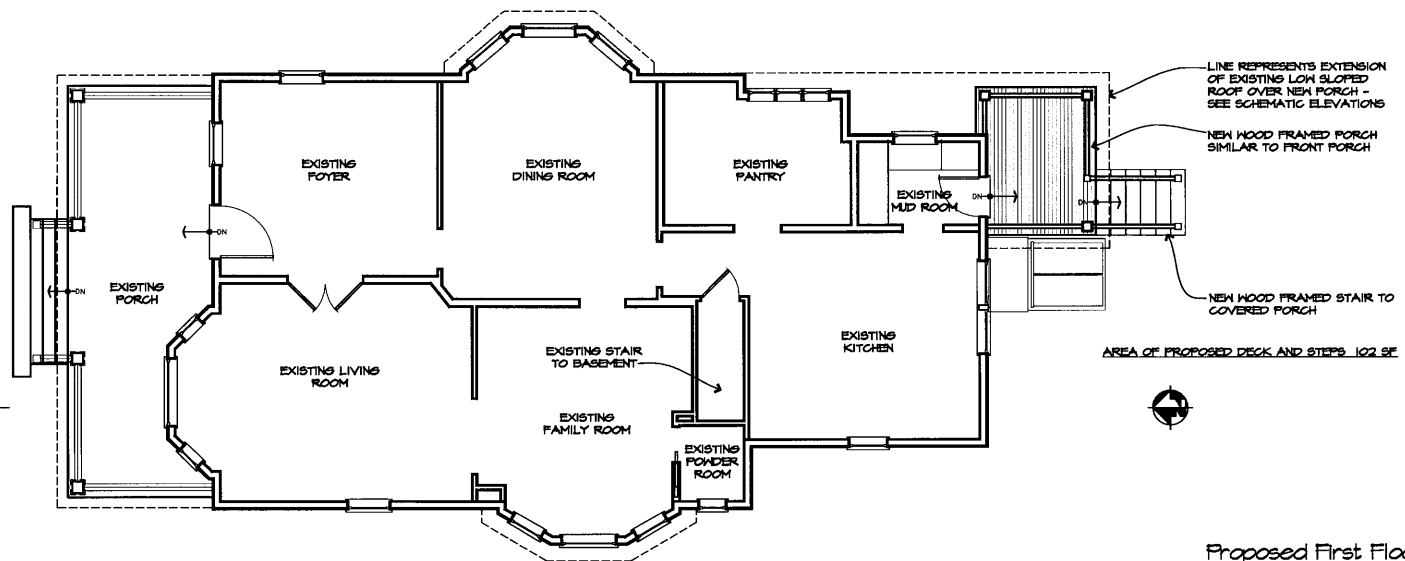 LINE REPRESENTS EXTENSION
OF EXISTING LOW SLOPED
ROOF OVER NEW PORCH -
SEE SCHEMATIC ELEVATIONS
NEW WOOD FRAMED PORCH
SIMILAR TO FRONT PORCH
EXISTING
FOYER
EXISTING
DINING ROOM
EXISTING
PANTRY
EXISTING
MUD ROOM
DN
DN
DN
DN
EXISTING
PORCH
NEW WOOD FRAMED STAIR TO
COVERED PORCH
EXISTING
KITCHEN
EXISTING STAIR
TO BASEMENT
AREA OF PROPOSED DECK AND STEPS 102 SF
EXISTING LIVING
ROOM
EXISTING
FAMILY ROOM
EXISTING
POWDER
ROOM
Proposed First Floo